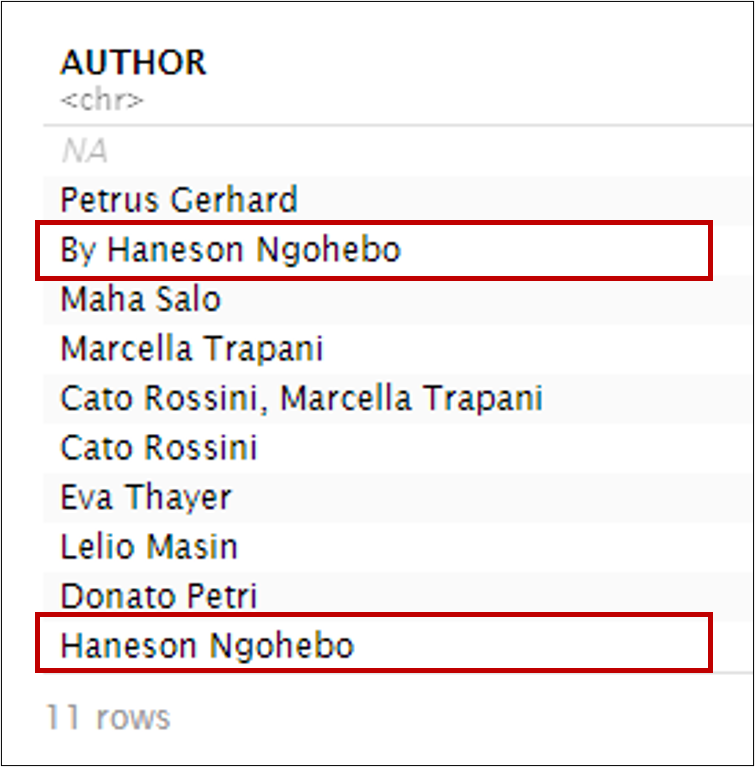 AUTHOR
<chr>
NA
Petrus Gerhard
By Haneson Ngohebo
Maha Salo
Marcella Trapani
Cato Rossini, Marcella Trapani
Cato Rossini
Eva Thayer
Lelio Masin
Donato Petri
Haneson Ngohebo
11 rows